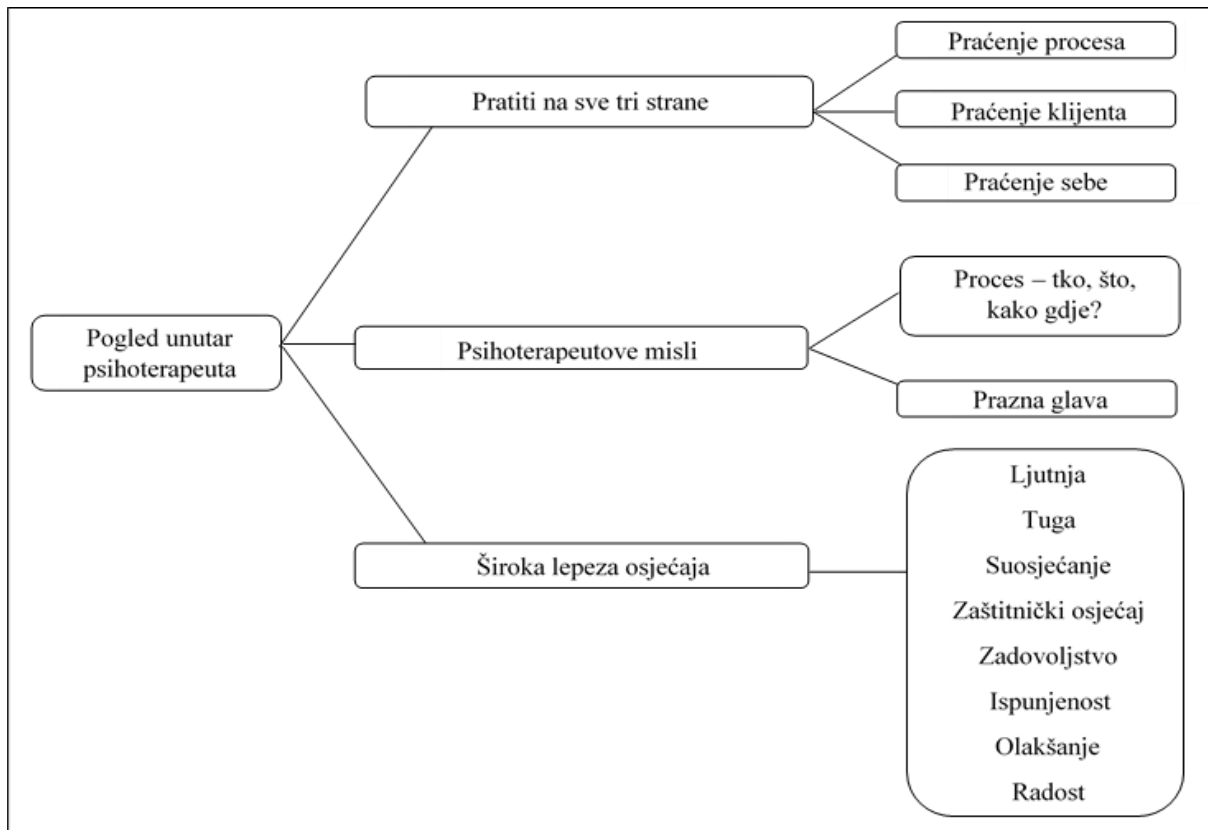 Pogled unutar
psihoterapeuta
Pratiti na sve tri strane
Praćenje procesa
Praćenje klijenta
Praćenje sebe
Psihoterapeutove misli
Proces – tko, što,
kako gdje?
Prazna glava
Široka lepeza osjećaja
Ljutnja
Tuga
Suosjećanje
Zaštitnički osjećaj
Zadovoljstvo
Ispunjenost
Olakšanje
Radost